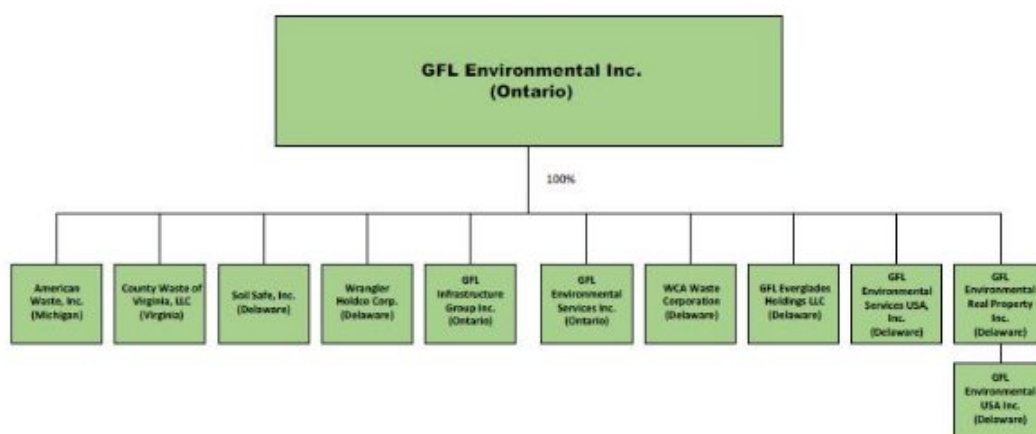 GFL Environmental Inc.
(Ontario)
100%
American
Waste, Inc.
(Michigan)
County Waste of
Virginia, LLC
(Virginia)
Soil Safe, Inc.
(Delaware)
Wrangler
Holdco Corp.
(Delaware)
GFL
Infrastructure
Group Inc.
(Ontario)
GFL
Environmental
Services Inc.
(Ontario)
WCA Waste
Corporation
(Delaware)
GFL Everglades
Holdings LLC
(Delaware)
GFL
Environmental
Services USA,
Inc.
(Delaware)
GFL
Environmental
Real Property
Inc.
(Delaware)
GFL
Environmental
USA Inc.
(Delaware)